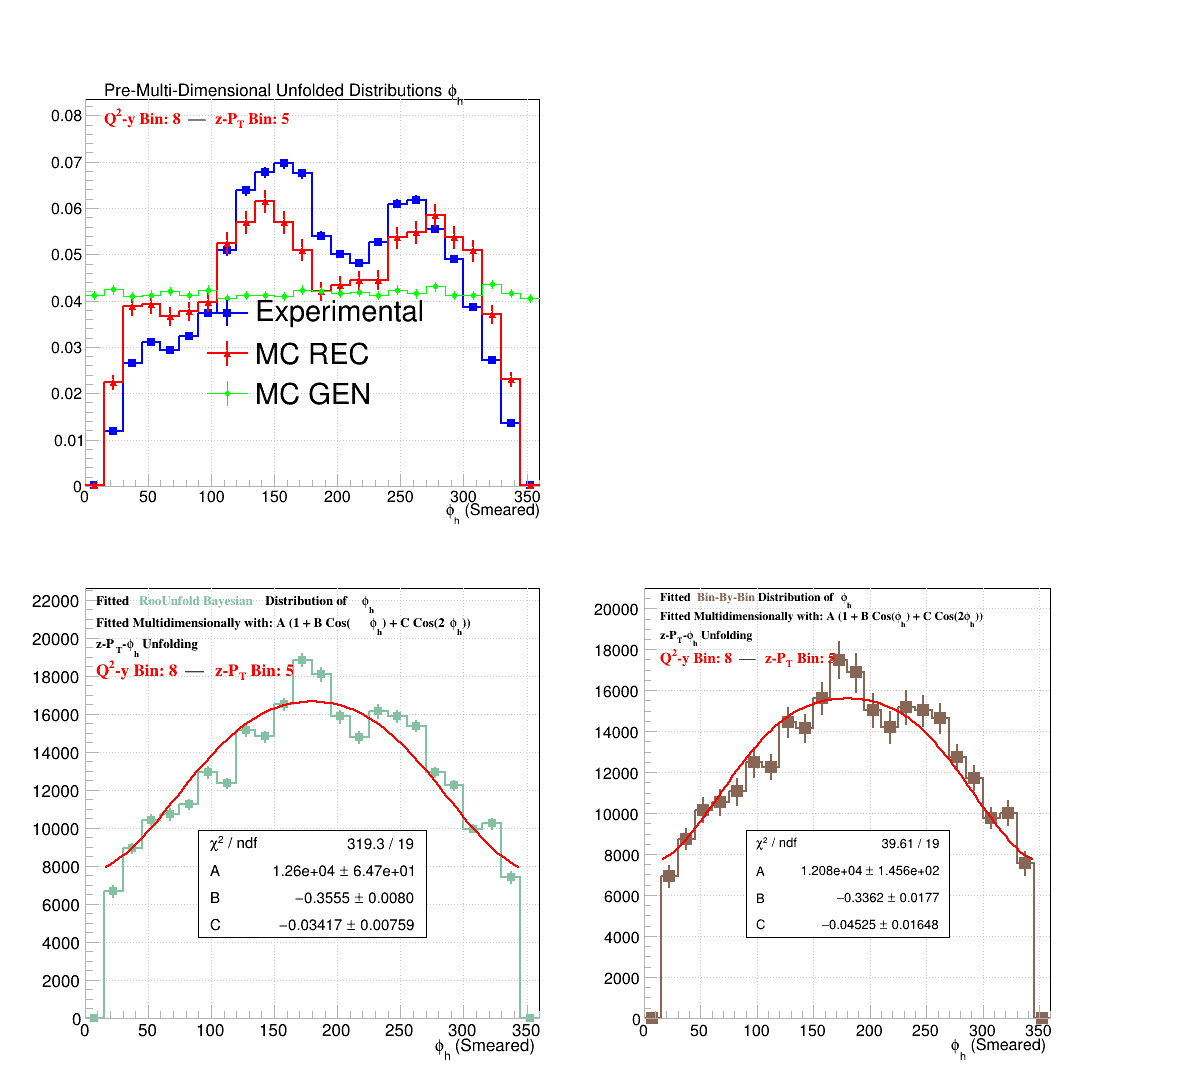 Pre-Multi-Dimensional Unfolded Distributions ϕh
Q²-y Bin: 8 — z-PT Bin: 5
0.08
0.07
0.06
0.05
0.04
0.03
0.02
0.01
0
Experimental
MC REC
MC GEN
0 50 100 150 200 250 300 350
ϕh (Smeared)
Fitted RooUnfold Bayesian Distribution of ϕh
Fitted Multidimensionally with: A (1 + B Cos( ϕh) + C Cos(2 ϕh))
z-PT-ϕh Unfolding
Q²-y Bin: 8 — z-PT Bin: 5
22000
20000
18000
16000
14000
12000
10000
8000
6000
4000
2000
0
χ² / ndf 319.3 / 19
A 1.26e+04 ± 6.47e+01
B −0.3555 ± 0.0080
C −0.03417 ± 0.00759
0 50 100 150 200 250 300 350
ϕh (Smeared)
Fitted Bin-By-Bin Distribution of ϕh
Fitted Multidimensionally with: A (1 + B Cos(ϕh) + C Cos(2ϕh))
z-PT-ϕh Unfolding
Q²-y Bin: 8 — z-PT Bin: 5
20000
18000
16000
14000
12000
10000
8000
6000
4000
2000
0
χ² / ndf 39.61 / 19
A 1.208e+04 ± 1.456e+02
B −0.3362 ± 0.0177
C −0.04525 ± 0.01648
0 50 100 150 200 250 300 350
ϕh (Smeared)